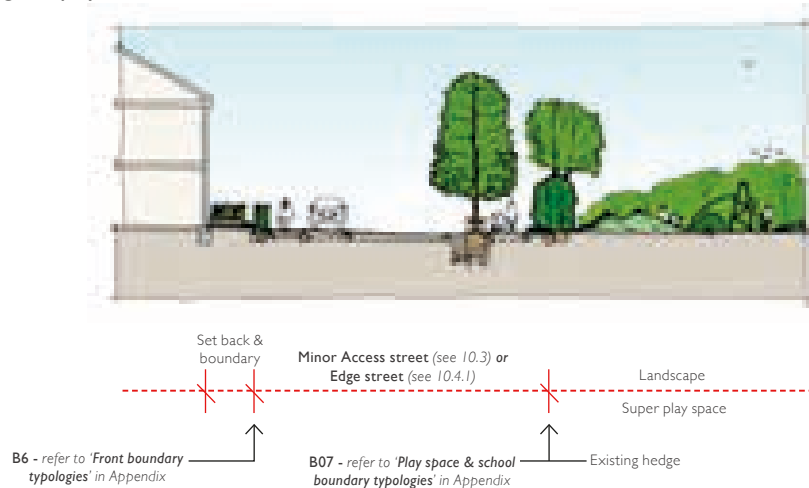 Set back &
boundary
Minor Access street (see 10.3) or
Edge street (see 10.4.1)
Landscape
Super play space
B6 - refer to ‘Front boundary
typologies’ in Appendix
B07 - refer to ‘Play space & school
boundary typologies’ in Appendix
Existing hedge